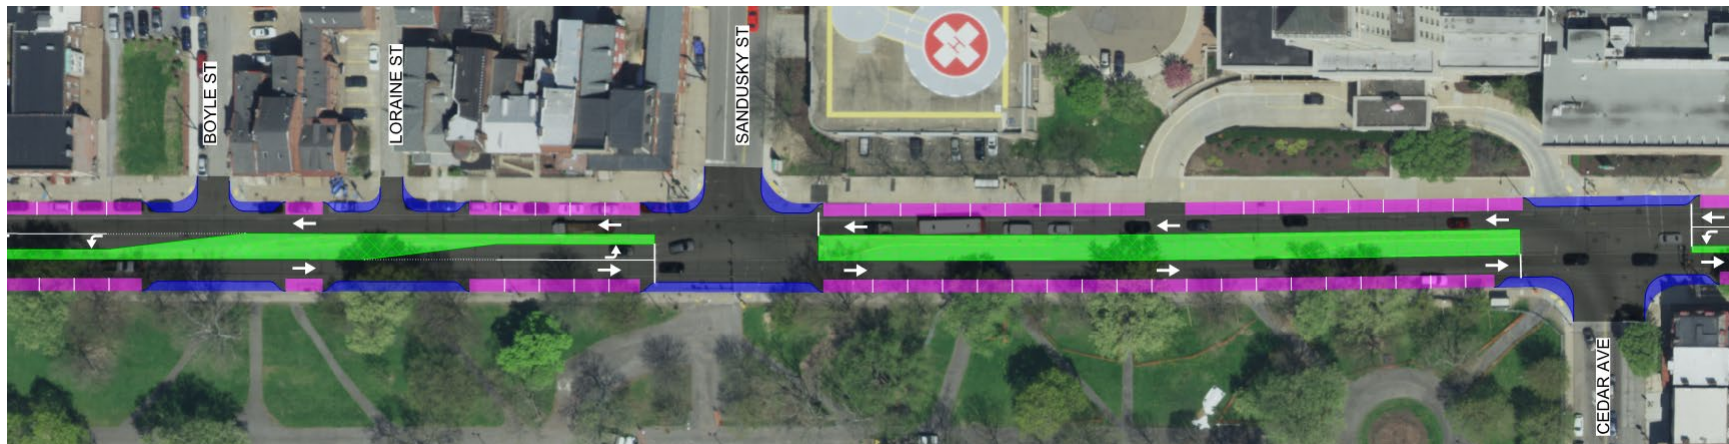 BOYLE ST
LORAINE ST
SANDUSKY ST
H
CEDAR AVE